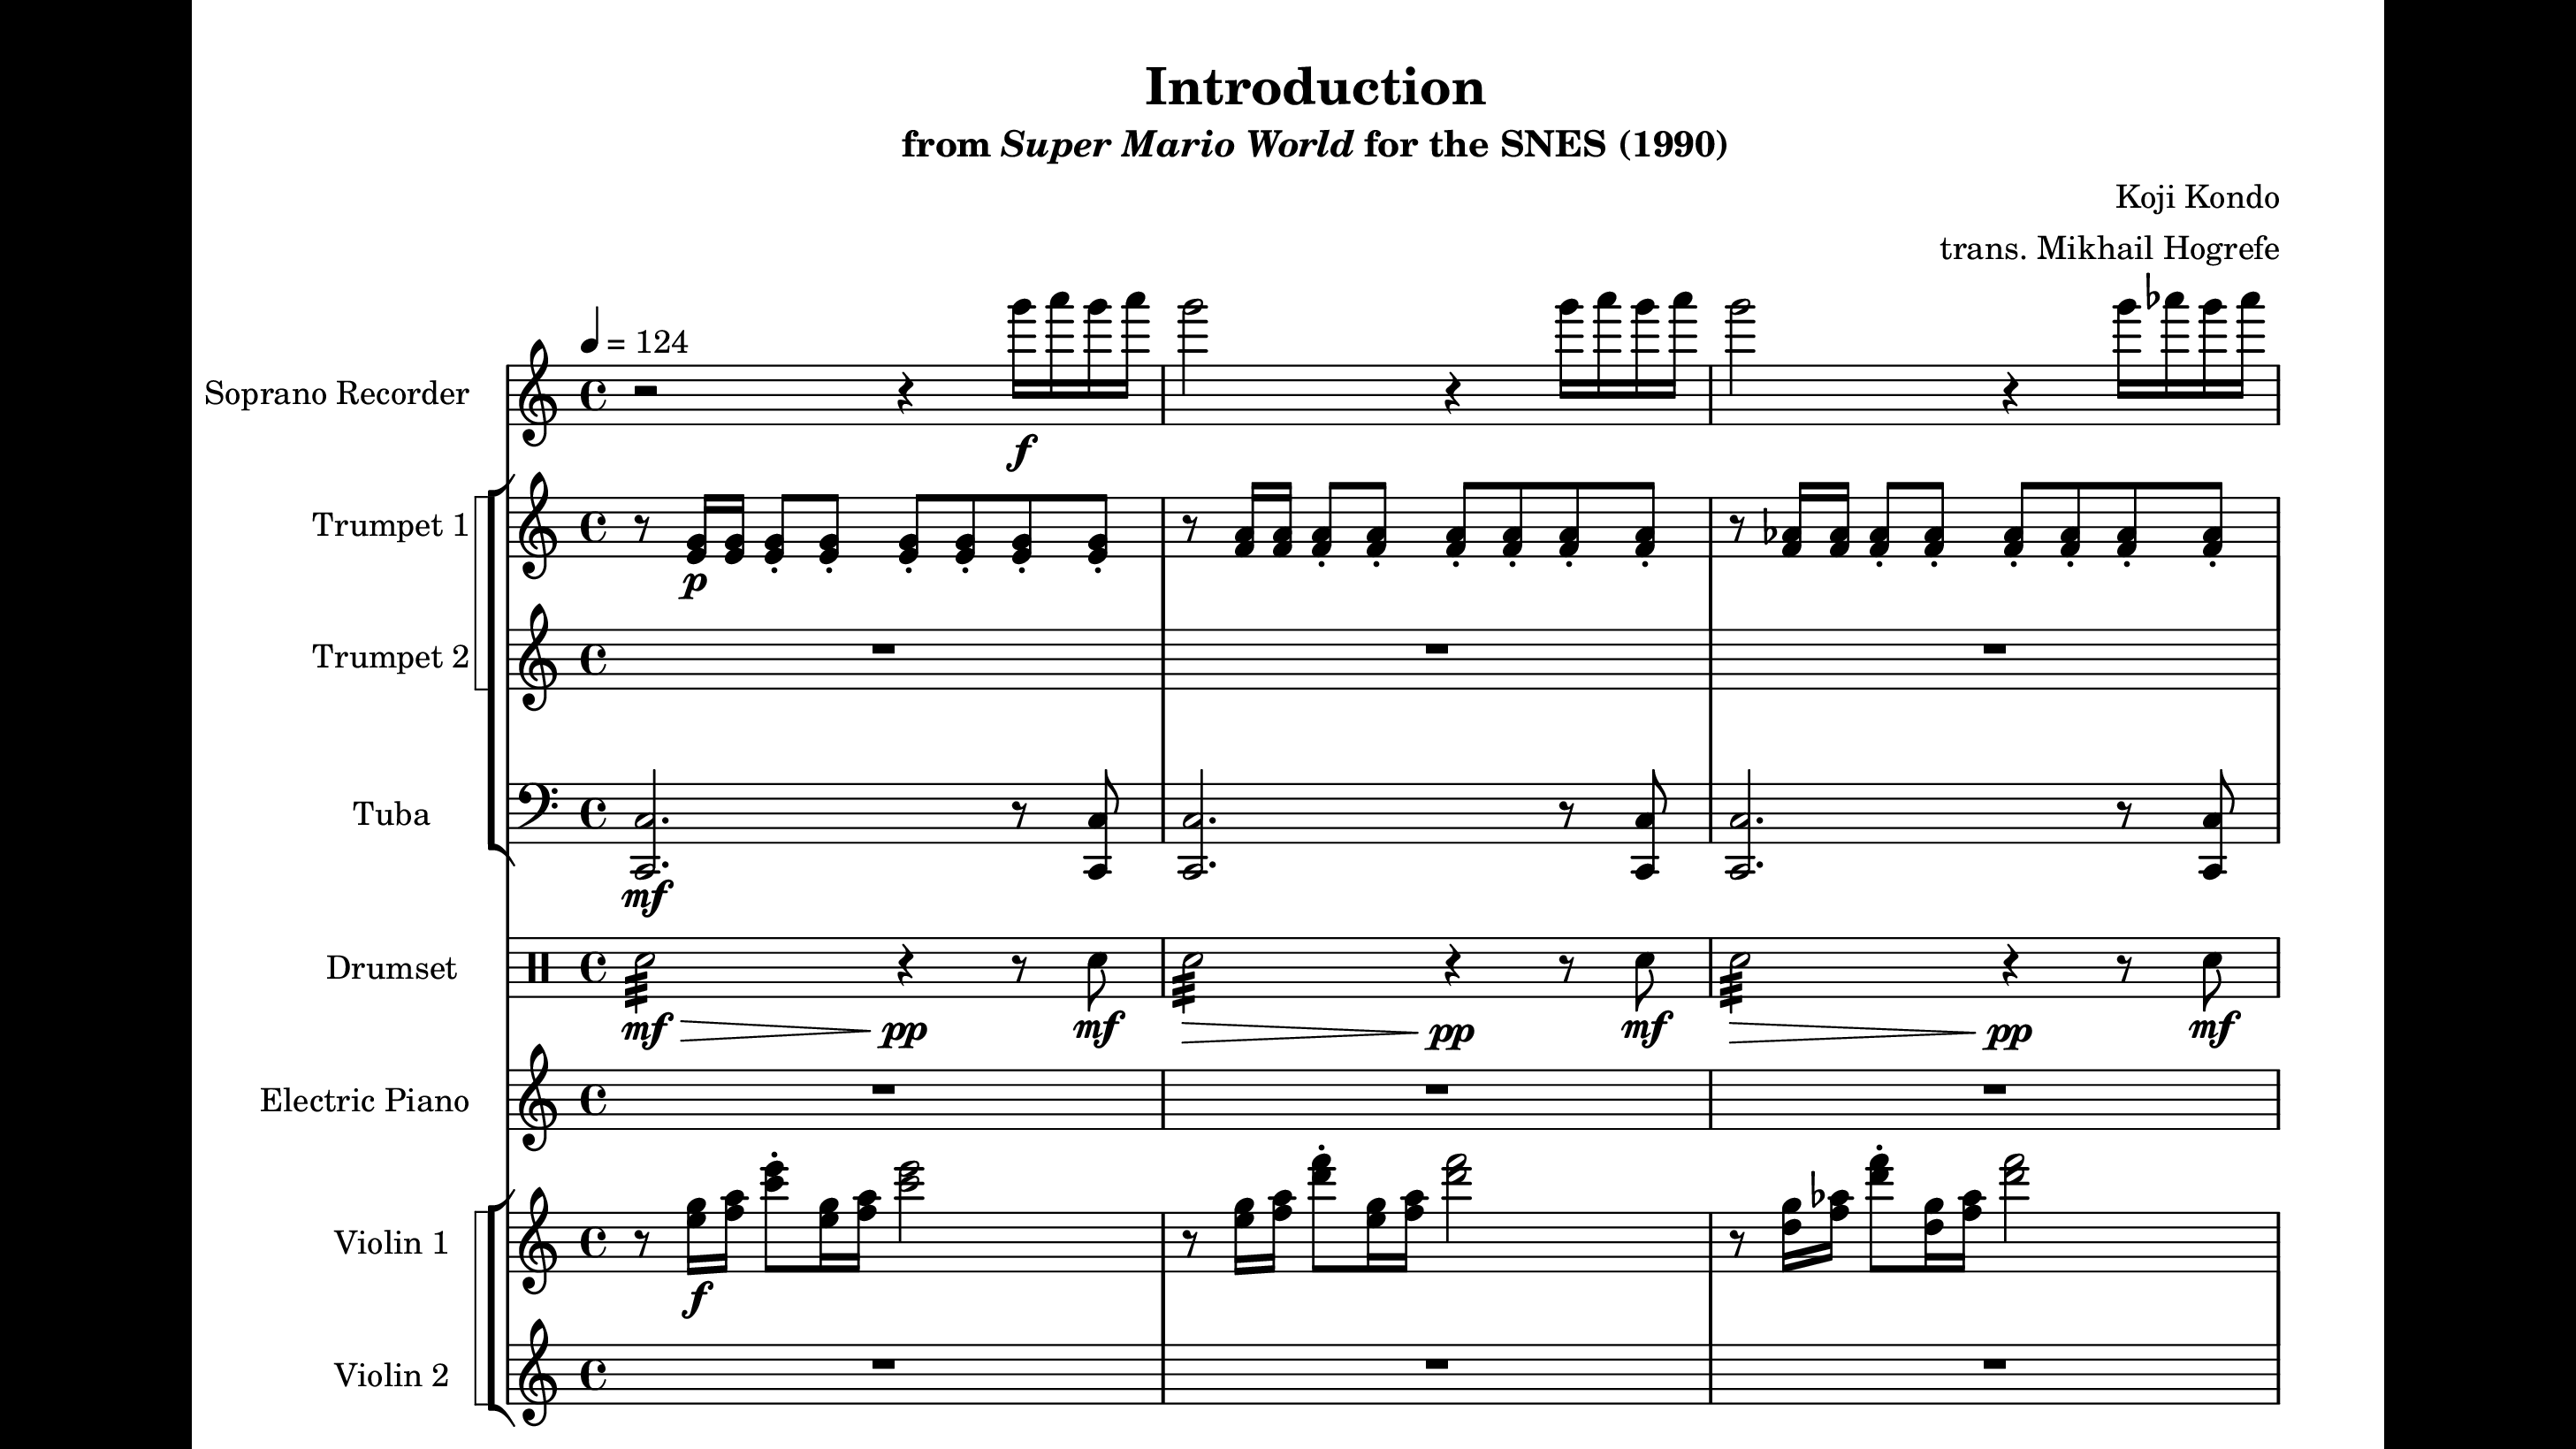 Introduction
from Super Mario World for the SNES (1990)
Koji Kondo
trans. Mikhail Hogrefe
= 124
Soprano Recorder
f
Trumpet 1
p
Trumpet 2
Tuba
mf
Drumset
mf pp mf pp mf pp mf
Electric Piano
Violin 1
f
Violin 2